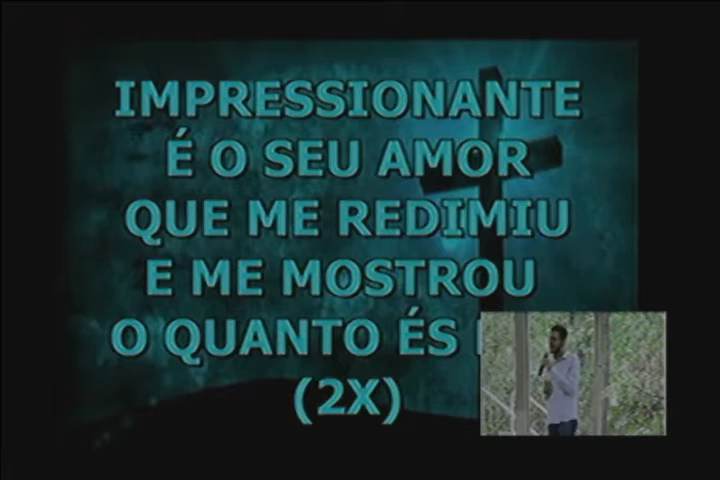 IMPRESSIONANTE
É O SEU AMOR
QUE ME REDIMIU
E ME MOSTROU
O QUANTO ÉS
(2X)